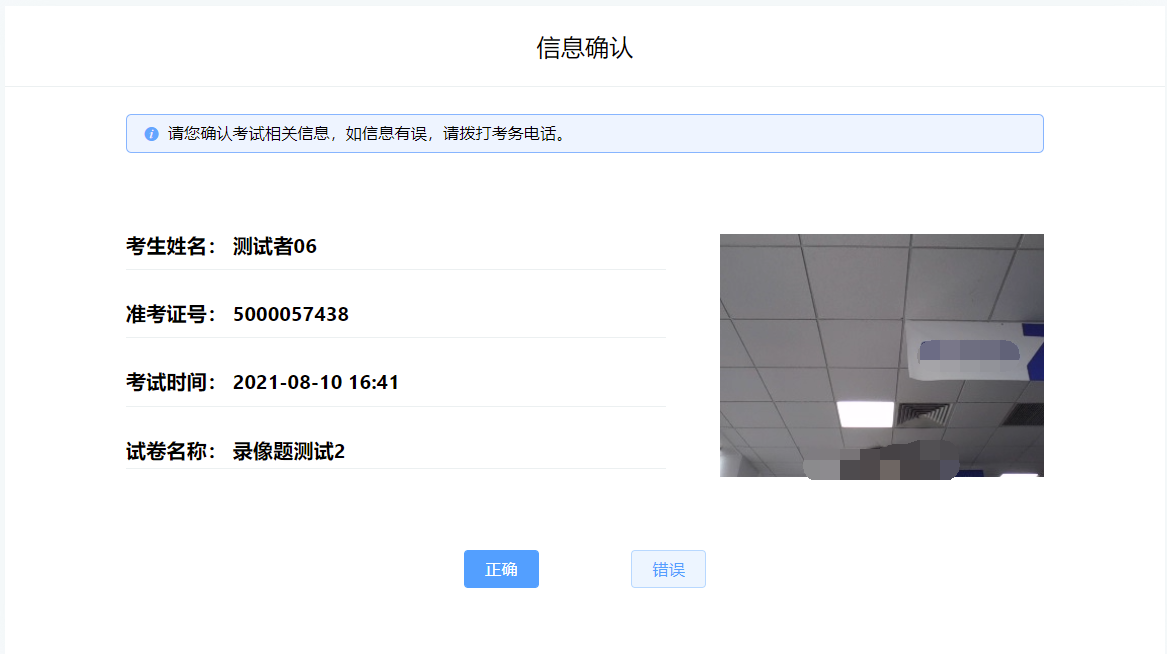 信息确认
请您确认考试相关信息，如信息有误，请拨打考务电话。
考生姓名： 测试者06
准考证号： 5000057438
考试时间： 2021-08-10 16:41
试卷名称： 录像题测试2
正确
错误